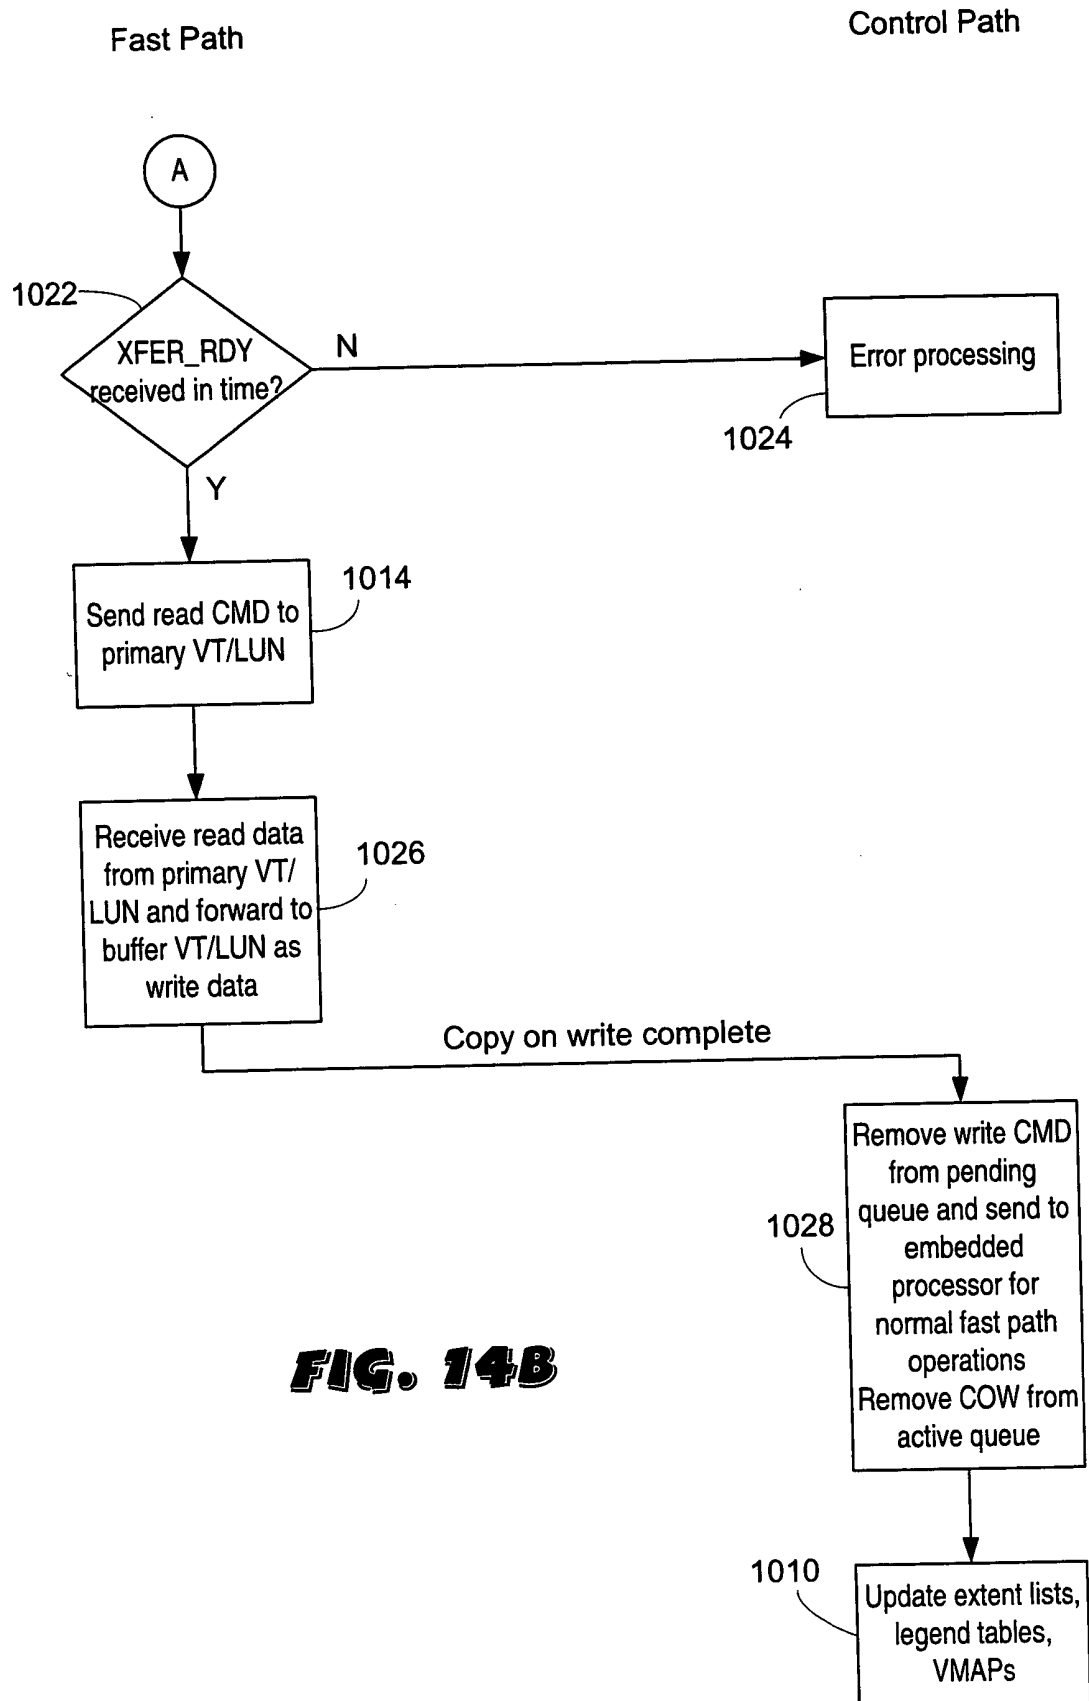 Fast Path
Control Path
A
1022
XFER_RDY
received in time?
N
Error processing
1024
Y
Send read CMD to
primary VT/LUN
1014
Receive read data
from primary VT/
LUN and forward to
buffer VT/LUN as
write data
1026
Copy on write complete
Remove write CMD
from pending
queue and send to
embedded
processor for
normal fast path
operations
Remove COW from
active queue
1028
FIG. 14B
1010
Update extent lists,
legend tables,
VMAPs